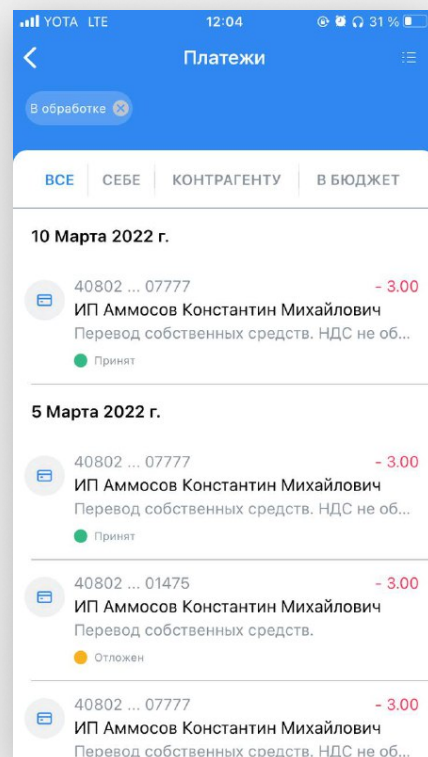 YOTA LTE 12:04 31 %
Платежи
В обработке
ВСЕ СЕБЕ КОНТРАГЕНТУ В БЮДЖЕТ
10 Марта 2022 г.
40802 ... 07777 - 3.00
ИП Аммосов Константин Михайлович
Перевод собственных средств. НДС не об...
Принят
5 Марта 2022 г.
40802 ... 07777 - 3.00
ИП Аммосов Константин Михайлович
Перевод собственных средств. НДС не об...
Принят
40802 ... 01475 - 3.00
ИП Аммосов Константин Михайлович
Перевод собственных средств.
Отложен
40802 ... 07777 - 3.00
ИП Аммосов Константин Михайлович
Перевод собственных средств. НДС не об...